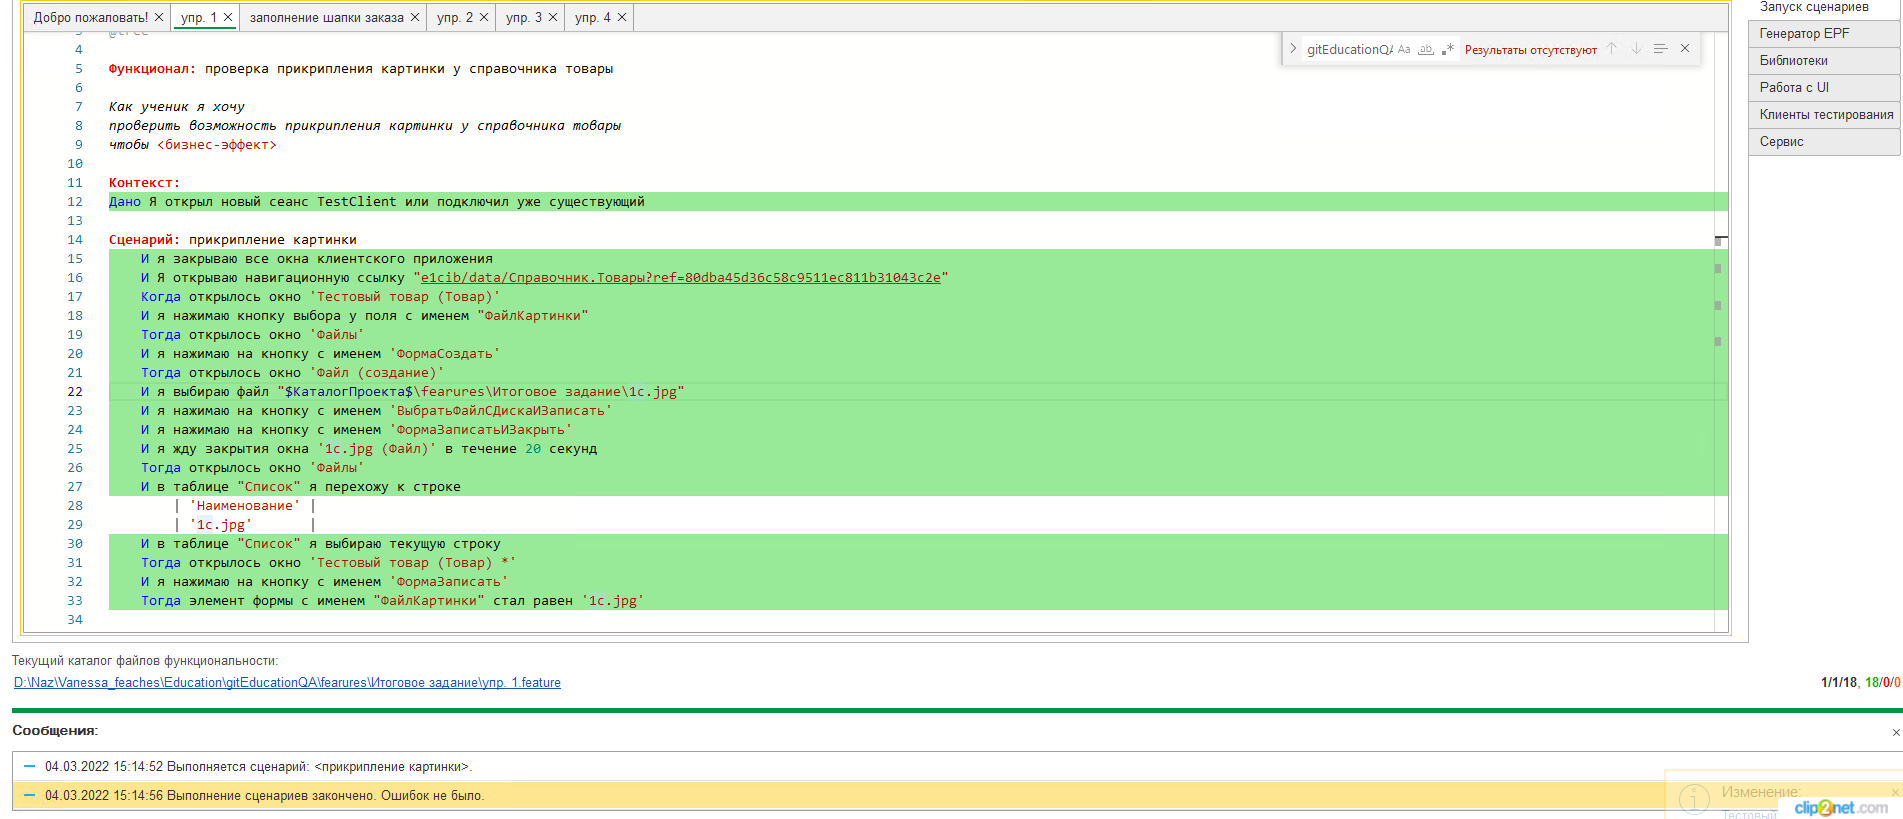 Добро пожаловать! упр. 1 заполнение шапки заказа упр. 2 упр. 3 упр. 4
Запуск сценариев
Генератор EPF
Библиотеки
Работа с UI
Клиенты тестирования
Сервис
gitEducationQA Aa ab .* Результаты отсутствуют
3 @tree
4
5 Функционал: проверка прикрипления картинки у справочника товары
6
7 Как ученик я хочу
8 проверить возможность прикрипления картинки у справочника товары
9 чтобы <бизнес-эффект>
10
11 Контекст:
12 Дано Я открыл новый сеанс TestClient или подключил уже существующий
13
14 Сценарий: прикрипление картинки
15 И я закрываю все окна клиентского приложения
16 И Я открываю навигационную ссылку "e1cib/data/Справочник.Товары?ref=80dba45d36c58c9511ec811b31043c2e"
17 Когда открылось окно 'Тестовый товар (Товар)'
18 И я нажимаю кнопку выбора у поля с именем "ФайлКартинки"
19 Тогда открылось окно 'Файлы'
20 И я нажимаю на кнопку с именем 'ФормаСоздать'
21 Тогда открылось окно 'Файл (создание)'
22 И я выбираю файл "$КаталогПроекта$\fearures\Итоговое задание\1с.jpg"
23 И я нажимаю на кнопку с именем 'ВыбратьФайлСДискаИЗаписать'
24 И я нажимаю на кнопку с именем 'ФормаЗаписатьИЗакрыть'
25 И я жду закрытия окна '1с.jpg (Файл)' в течение 20 секунд
26 Тогда открылось окно 'Файлы'
27 И в таблице "Список" я перехожу к строке
28 | 'Наименование' |
29 | '1с.jpg' |
30 И в таблице "Список" я выбираю текущую строку
31 Тогда открылось окно 'Тестовый товар (Товар) *'
32 И я нажимаю на кнопку с именем 'ФормаЗаписать'
33 Тогда элемент формы с именем "ФайлКартинки" стал равен '1с.jpg'
34
Текущий каталог файлов функциональности:
D:\Naz\Vanessa_feaches\Education\gitEducationQA\fearures\Итоговое задание\упр. 1.feature
1/1/18, 18/0/0
Сообщения:
04.03.2022 15:14:52 Выполняется сценарий: <прикрипление картинки>.
04.03.2022 15:14:56 Выполнение сценариев закончено. Ошибок не было.
Изменение:
Тестовый
clip2net.com